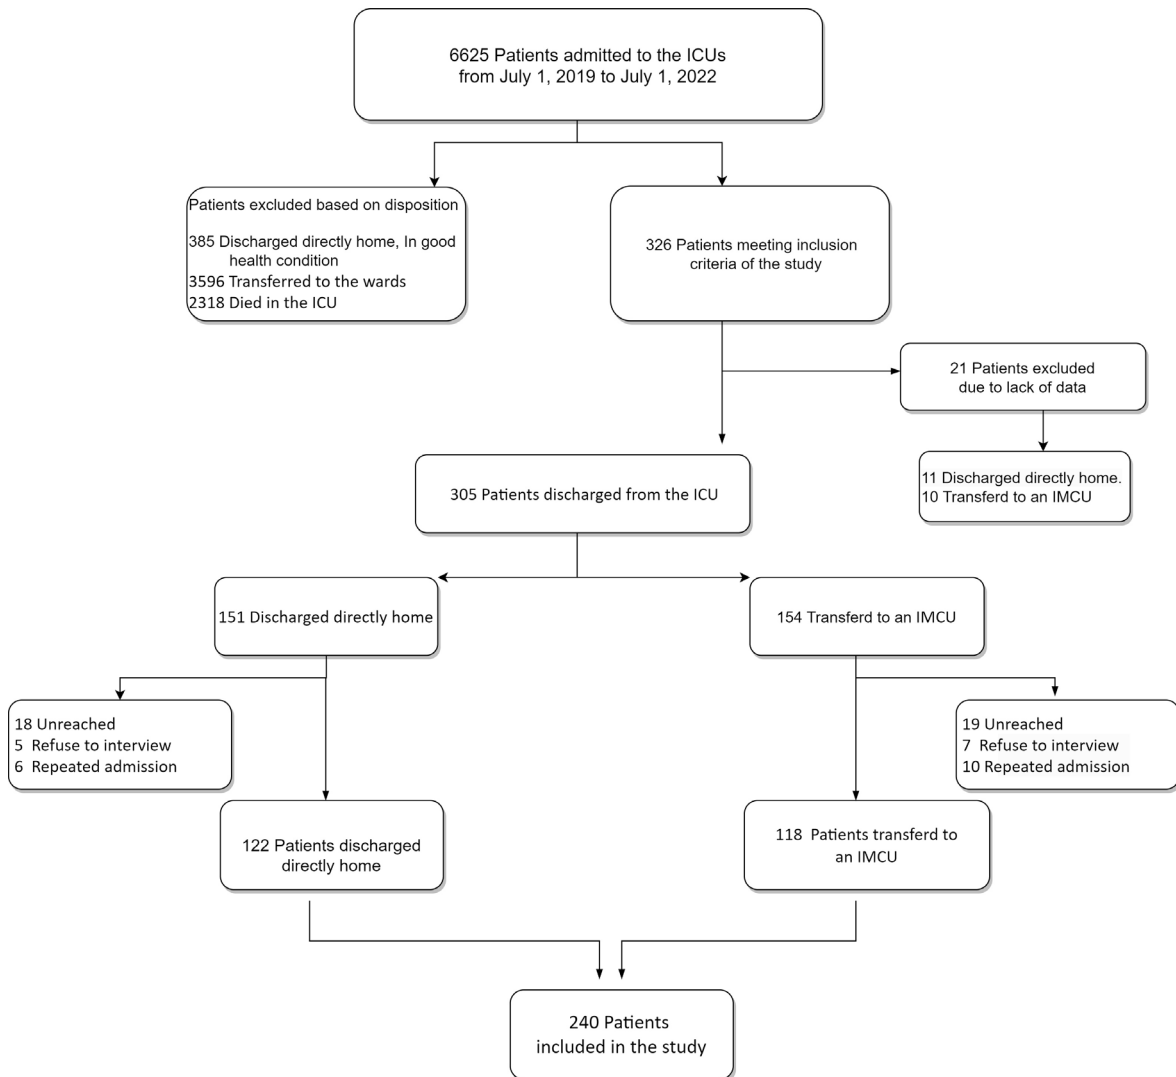 6625 Patients admitted to the ICUs
from July 1, 2019 to July 1, 2022
Patients excluded based on disposition
385 Discharged directly home, In good
health condition
3596 Transferred to the wards
2318 Died in the ICU
326 Patients meeting inclusion
criteria of the study
21 Patients excluded
due to lack of data
11 Discharged directly home.
10 Transferd to an IMCU
305 Patients discharged from the ICU
151 Discharged directly home
154 Transferd to an IMCU
18 Unreached
5 Refuse to interview
6 Repeated admission
19 Unreached
7 Refuse to interview
10 Repeated admission
122 Patients discharged
directly home
118 Patients transferd to
an IMCU
240 Patients
included in the study